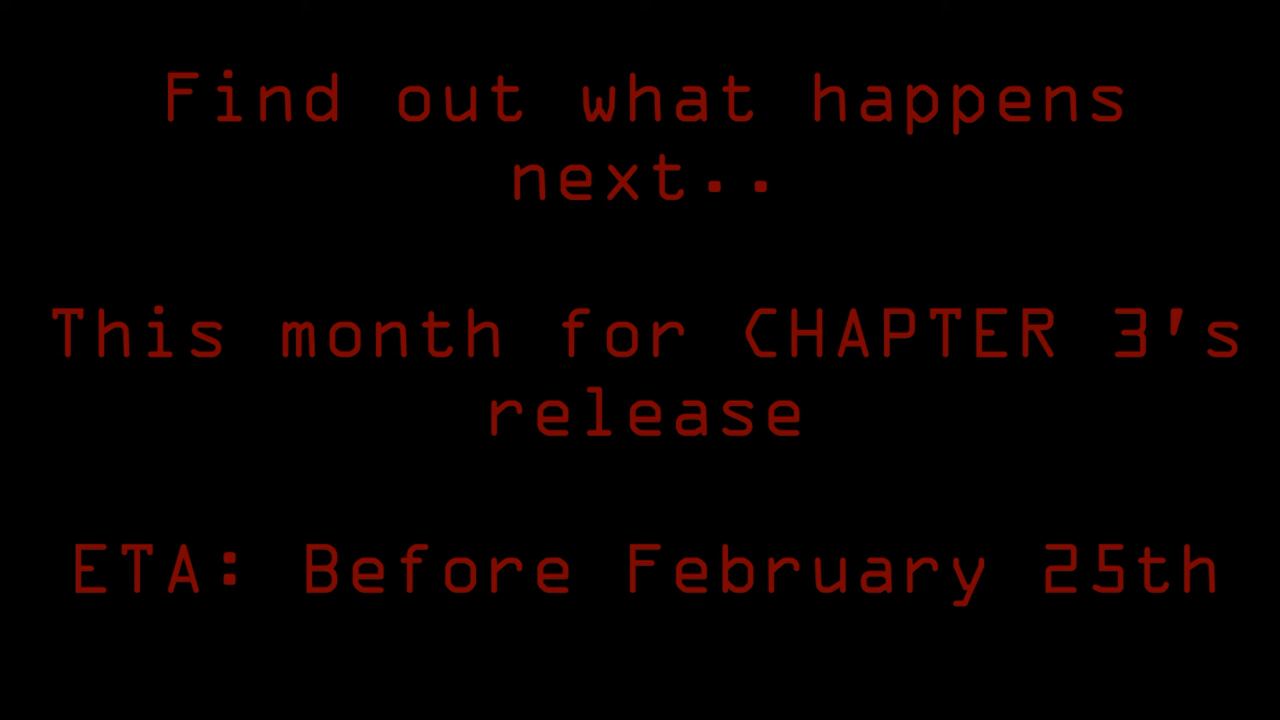 Find out what happens
next..
This month for CHAPTER 3's
release
ETA: Before February 25th